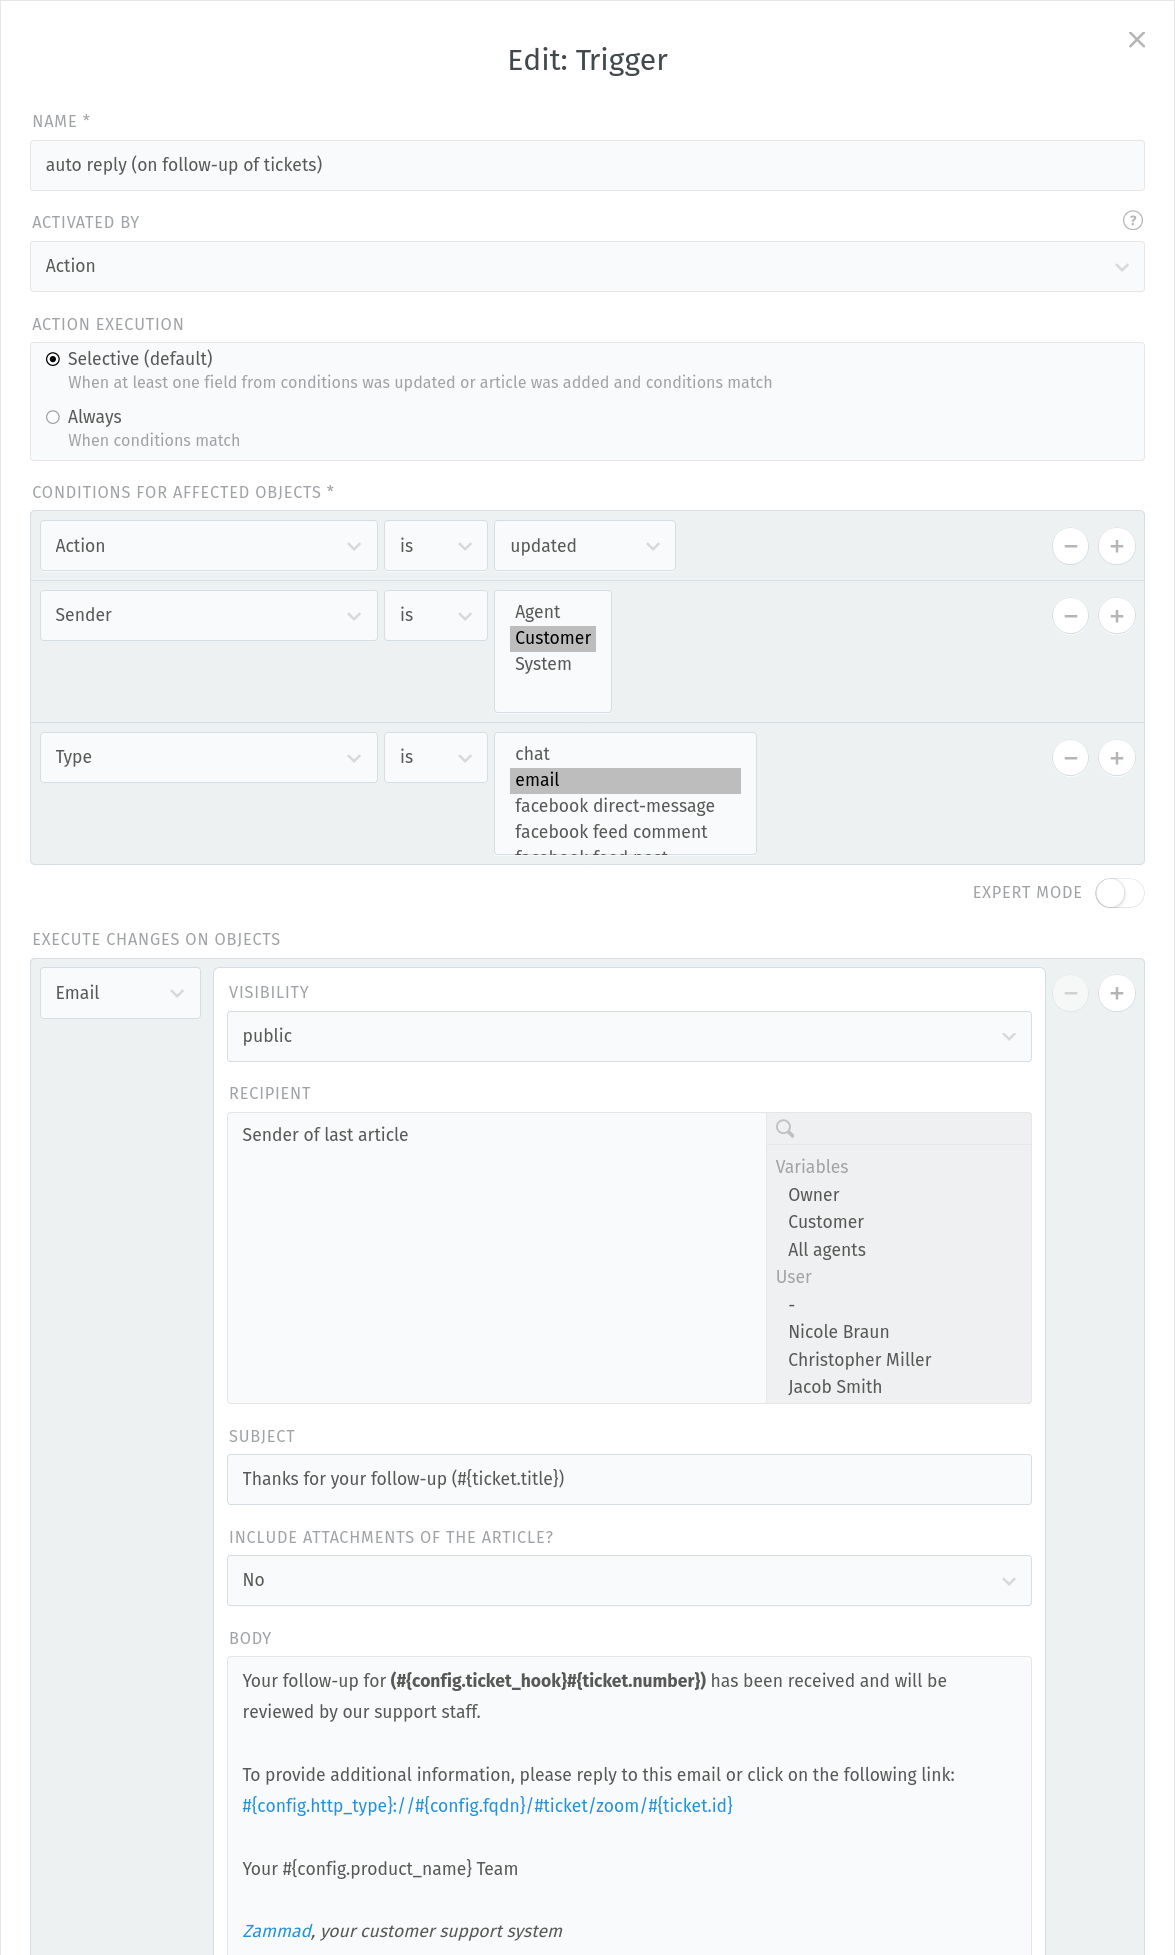 Edit: Trigger
NAME *
auto reply (on follow-up of tickets)
ACTIVATED BY
?
Action
ACTION EXECUTION
Selective (default)
When at least one field from conditions was updated or article was added and conditions match
Always
When conditions match
CONDITIONS FOR AFFECTED OBJECTS *
Action is updated
Sender is Agent
Customer
System
Type is chat
email
facebook direct-message
facebook feed comment
facebook feed post
EXPERT MODE
EXECUTE CHANGES ON OBJECTS
Email
VISIBILITY
public
RECIPIENT
Sender of last article
Variables
Owner
Customer
All agents
User
-
Nicole Braun
Christopher Miller
Jacob Smith
SUBJECT
Thanks for your follow-up (#{ticket.title})
INCLUDE ATTACHMENTS OF THE ARTICLE?
No
BODY
Your follow-up for (#{config.ticket_hook}#{ticket.number}) has been received and will be
reviewed by our support staff.
To provide additional information, please reply to this email or click on the following link:
#{config.http_type}://#{config.fqdn}/#ticket/zoom/#{ticket.id}
Your #{config.product_name} Team
Zammad, your customer support system